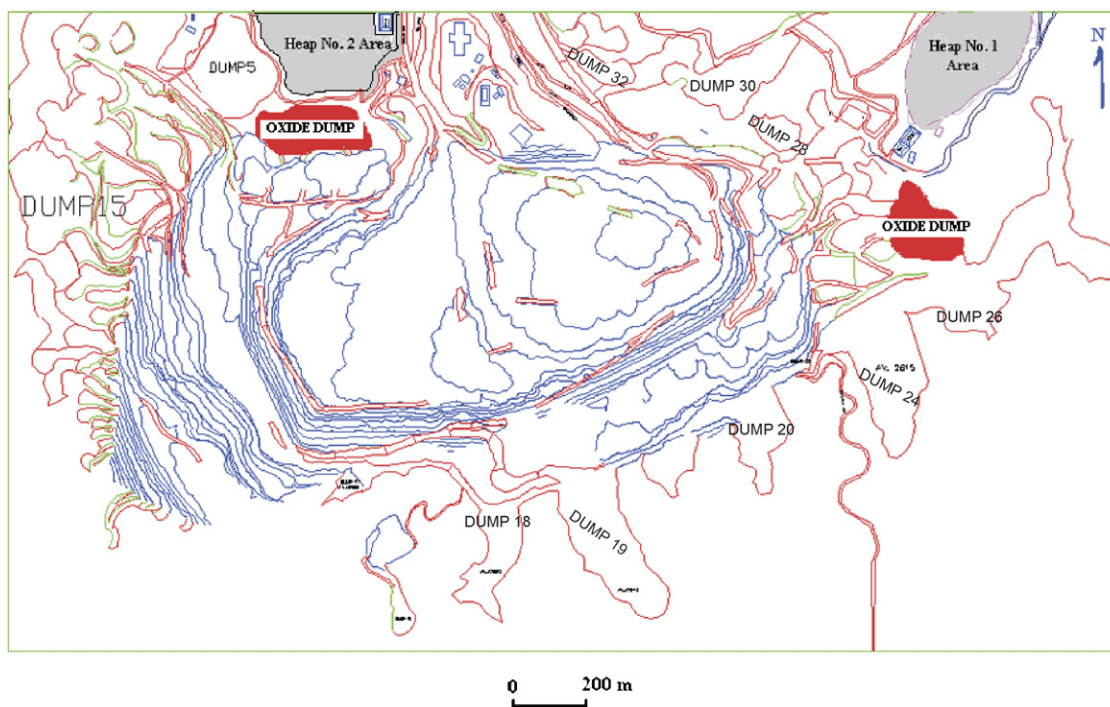 Heap No. 2 Area
Heap No. 1
Area
N
DUMP5
DUMP 32
DUMP 30
OXIDE DUMP
DUMP 28
DUMP15
OXIDE DUMP
DUMP 26
DUMP 24
DUMP 20
DUMP 18
DUMP 19
0 200 m